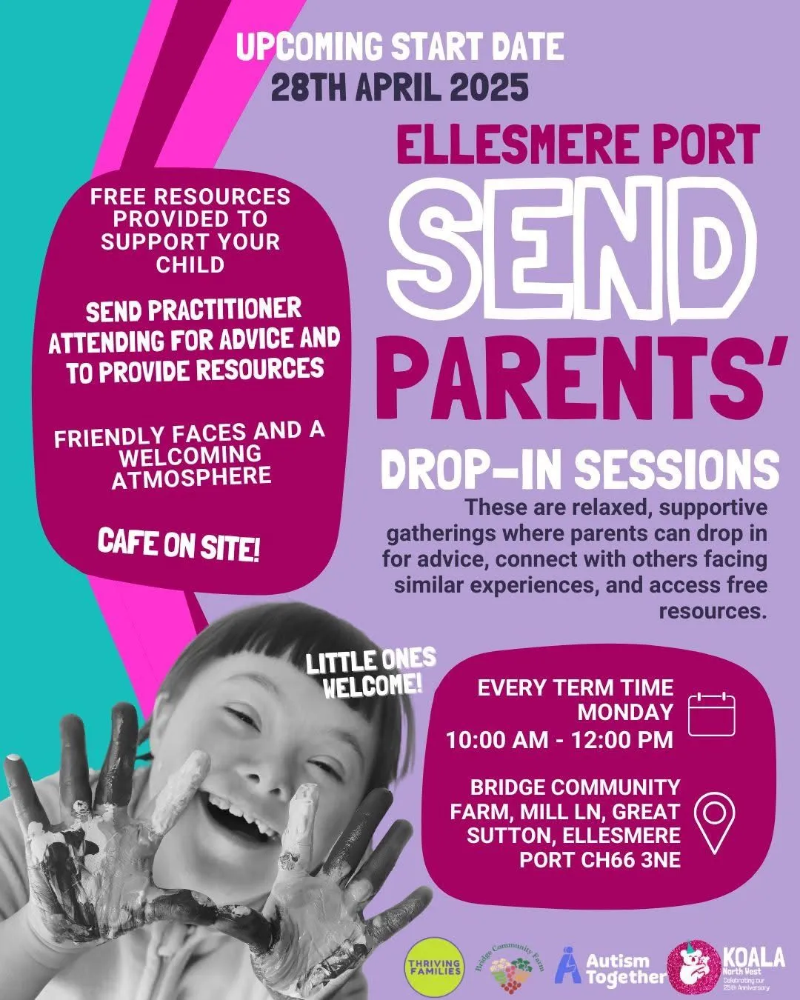 UPCOMING START DATE
28TH APRIL 2025
ELLESMERE PORT
SEND
PARENTS'
DROP-IN SESSIONS
These are relaxed, supportive
gatherings where parents can drop in
for advice, connect with others facing
similar experiences, and access free
resources.
FREE RESOURCES
PROVIDED TO
SUPPORT YOUR
CHILD
SEND PRACTITIONER
ATTENDING FOR ADVICE AND
TO PROVIDE RESOURCES
FRIENDLY FACES AND A
WELCOMING
ATMOSPHERE
CAFE ON SITE!
LITTLE ONES
WELCOME!
EVERY TERM TIME
MONDAY
10:00 AM - 12:00 PM
BRIDGE COMMUNITY
FARM, MILL LN, GREAT
SUTTON, ELLESMERE
PORT CH66 3NE
THRIVING
FAMILIES
Bridge Community Farm
Autism
Together
KOALA
North West
Celebrating our
25th Anniversary